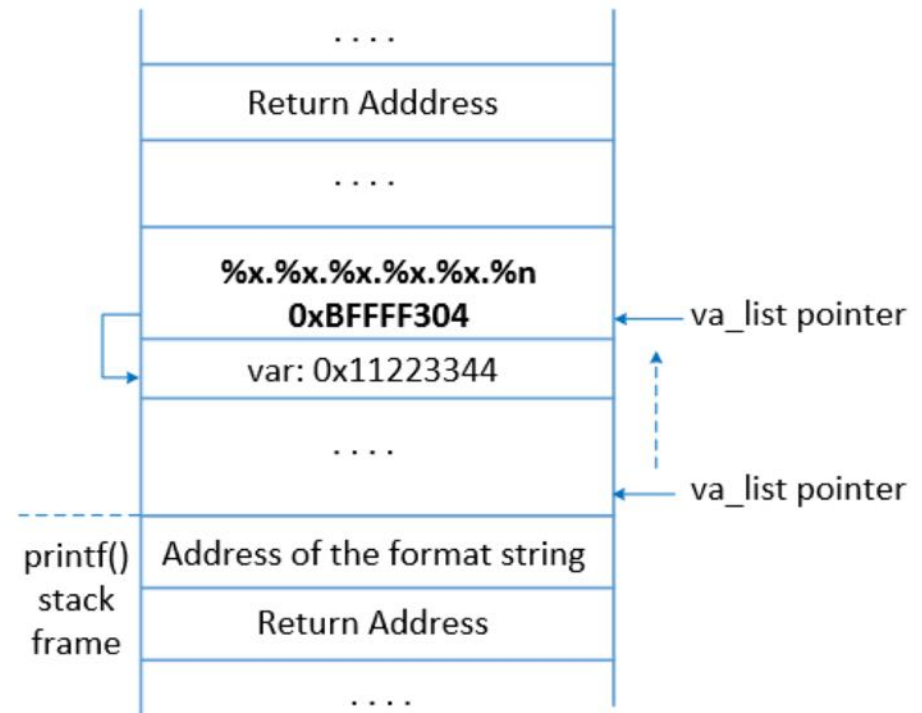 . . . .
Return Adddress
. . . .
%x.%x.%x.%x.%x.%n
0xBFFFF304
va_list pointer
var: 0x11223344
. . . .
va_list pointer
printf()
stack
frame
Address of the format string
Return Address
. . . .